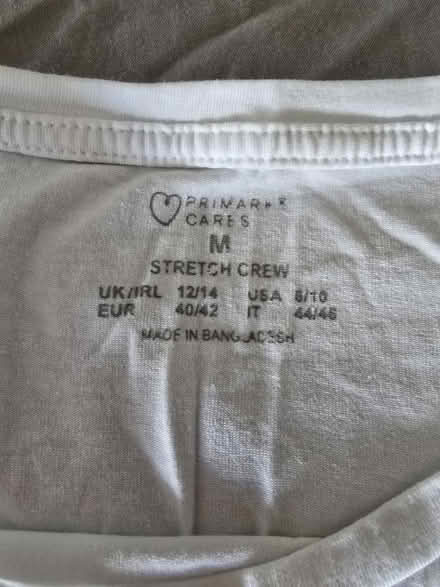 PRIMARK
CARES
M
STRETCH CREW
UK/IRL 12/14 USA 8/10
EUR 40/42 IT 44/46
MADE IN BANGLADESH